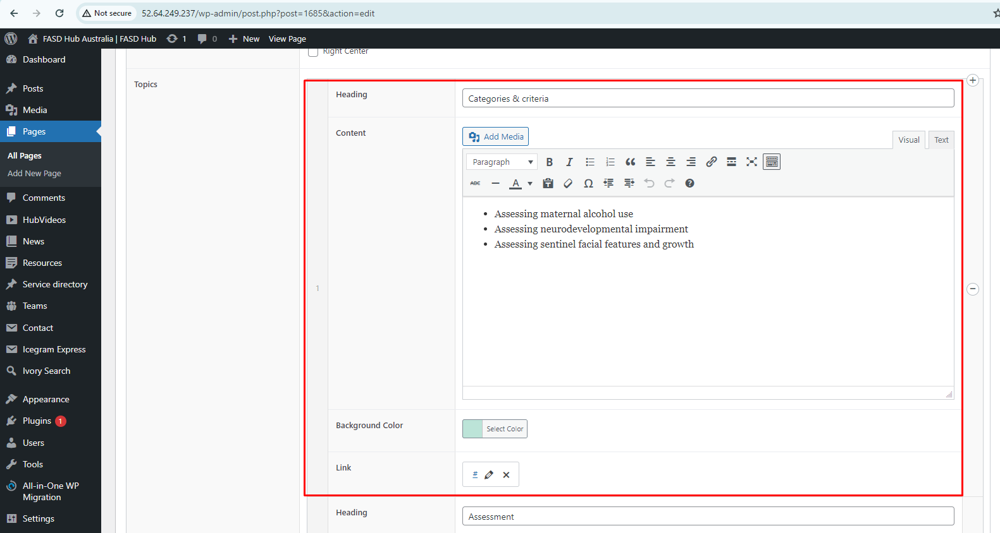 Not secure 52.64.249.237/wp-admin/post.php?post=1685&action=edit
FASD Hub Australia | FASD Hub 1 0 New View Page
Dashboard
Posts
Media
Pages
All Pages
Add New Page
Comments
HubVideos
News
Resources
Service directory
Teams
Contact
Icegram Express
Ivory Search
Appearance
Plugins 1
Users
Tools
All-in-One WP
Migration
Settings
Right Center
Topics
1
Heading
Categories & criteria
Content
Add Media
Visual Text
Paragraph B I
ABC A Ω
Assessing maternal alcohol use
Assessing neurodevelopmental impairment
Assessing sentinel facial features and growth
Background Color
Select Color
Link
#
Heading
Assessment